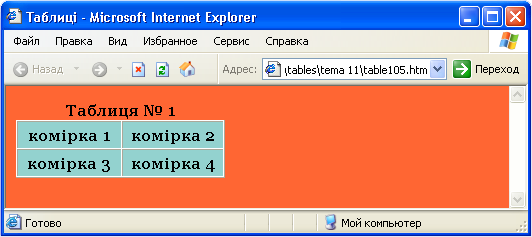 Таблиці - Microsoft Internet Explorer
Файл Правка Вид Избранное Сервис Справка
Назад Адрес: \tables\tema 11\table105.htm Переход
Таблиця № 1
комірка 1 комірка 2
комірка 3 комірка 4
Готово Мой компьютер